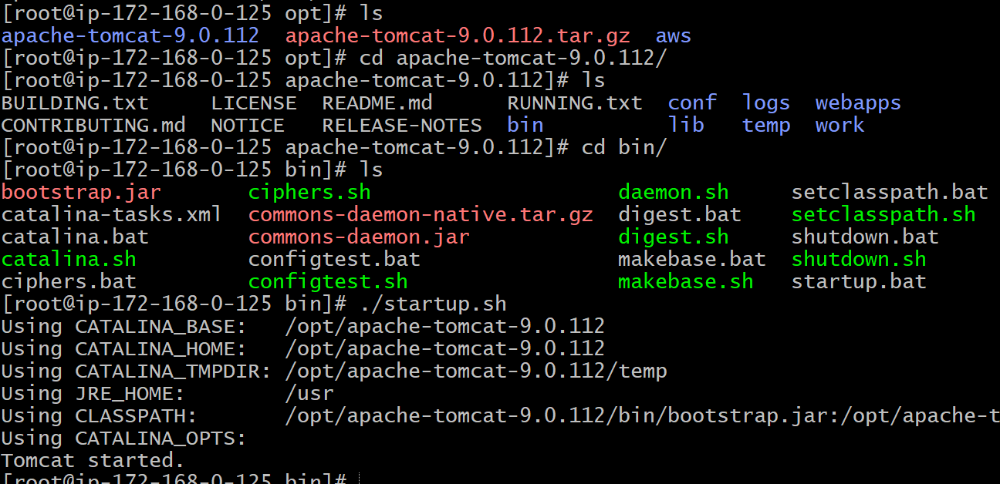 [root@ip-172-168-0-125 opt]# ls
apache-tomcat-9.0.112  apache-tomcat-9.0.112.tar.gz  aws
[root@ip-172-168-0-125 opt]# cd apache-tomcat-9.0.112/
[root@ip-172-168-0-125 apache-tomcat-9.0.112]# ls
BUILDING.txt     LICENSE  README.md      RUNNING.txt  conf  logs  webapps
CONTRIBUTING.md  NOTICE   RELEASE-NOTES  bin          lib   temp  work
[root@ip-172-168-0-125 apache-tomcat-9.0.112]# cd bin/
[root@ip-172-168-0-125 bin]# ls
bootstrap.jar       ciphers.sh                    daemon.sh     setclasspath.bat
catalina-tasks.xml  commons-daemon-native.tar.gz  digest.bat    setclasspath.sh
catalina.bat        commons-daemon.jar            digest.sh     shutdown.bat
catalina.sh         configtest.bat                makebase.bat  shutdown.sh
ciphers.bat         configtest.sh                 makebase.sh   startup.bat
[root@ip-172-168-0-125 bin]# ./startup.sh
Using CATALINA_BASE:   /opt/apache-tomcat-9.0.112
Using CATALINA_HOME:   /opt/apache-tomcat-9.0.112
Using CATALINA_TMPDIR: /opt/apache-tomcat-9.0.112/temp
Using JRE_HOME:        /usr
Using CLASSPATH:       /opt/apache-tomcat-9.0.112/bin/bootstrap.jar:/opt/apache-t
Using CATALINA_OPTS:
Tomcat started.
[root@ip-172-168-0-125 bin]#